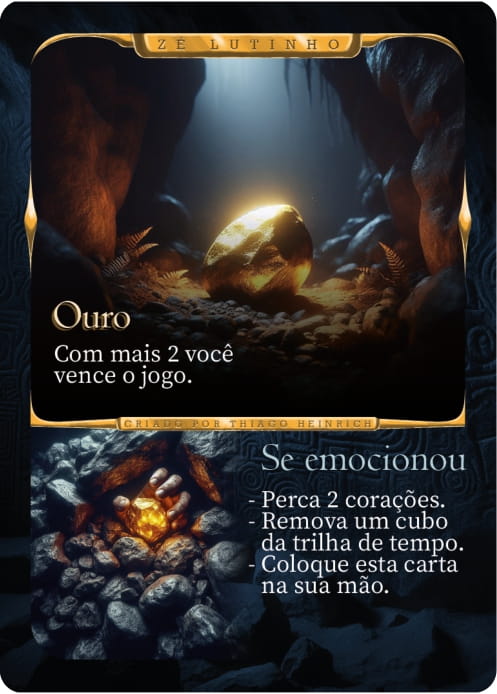 ZÉ LUTINHO
Ouro
Com mais 2 você
vence o jogo.
CRIADO POR THIAGO HEINRICH
Se emocionou
- Perca 2 corações.
- Remova um cubo
da trilha de tempo.
- Coloque esta carta
na sua mão.